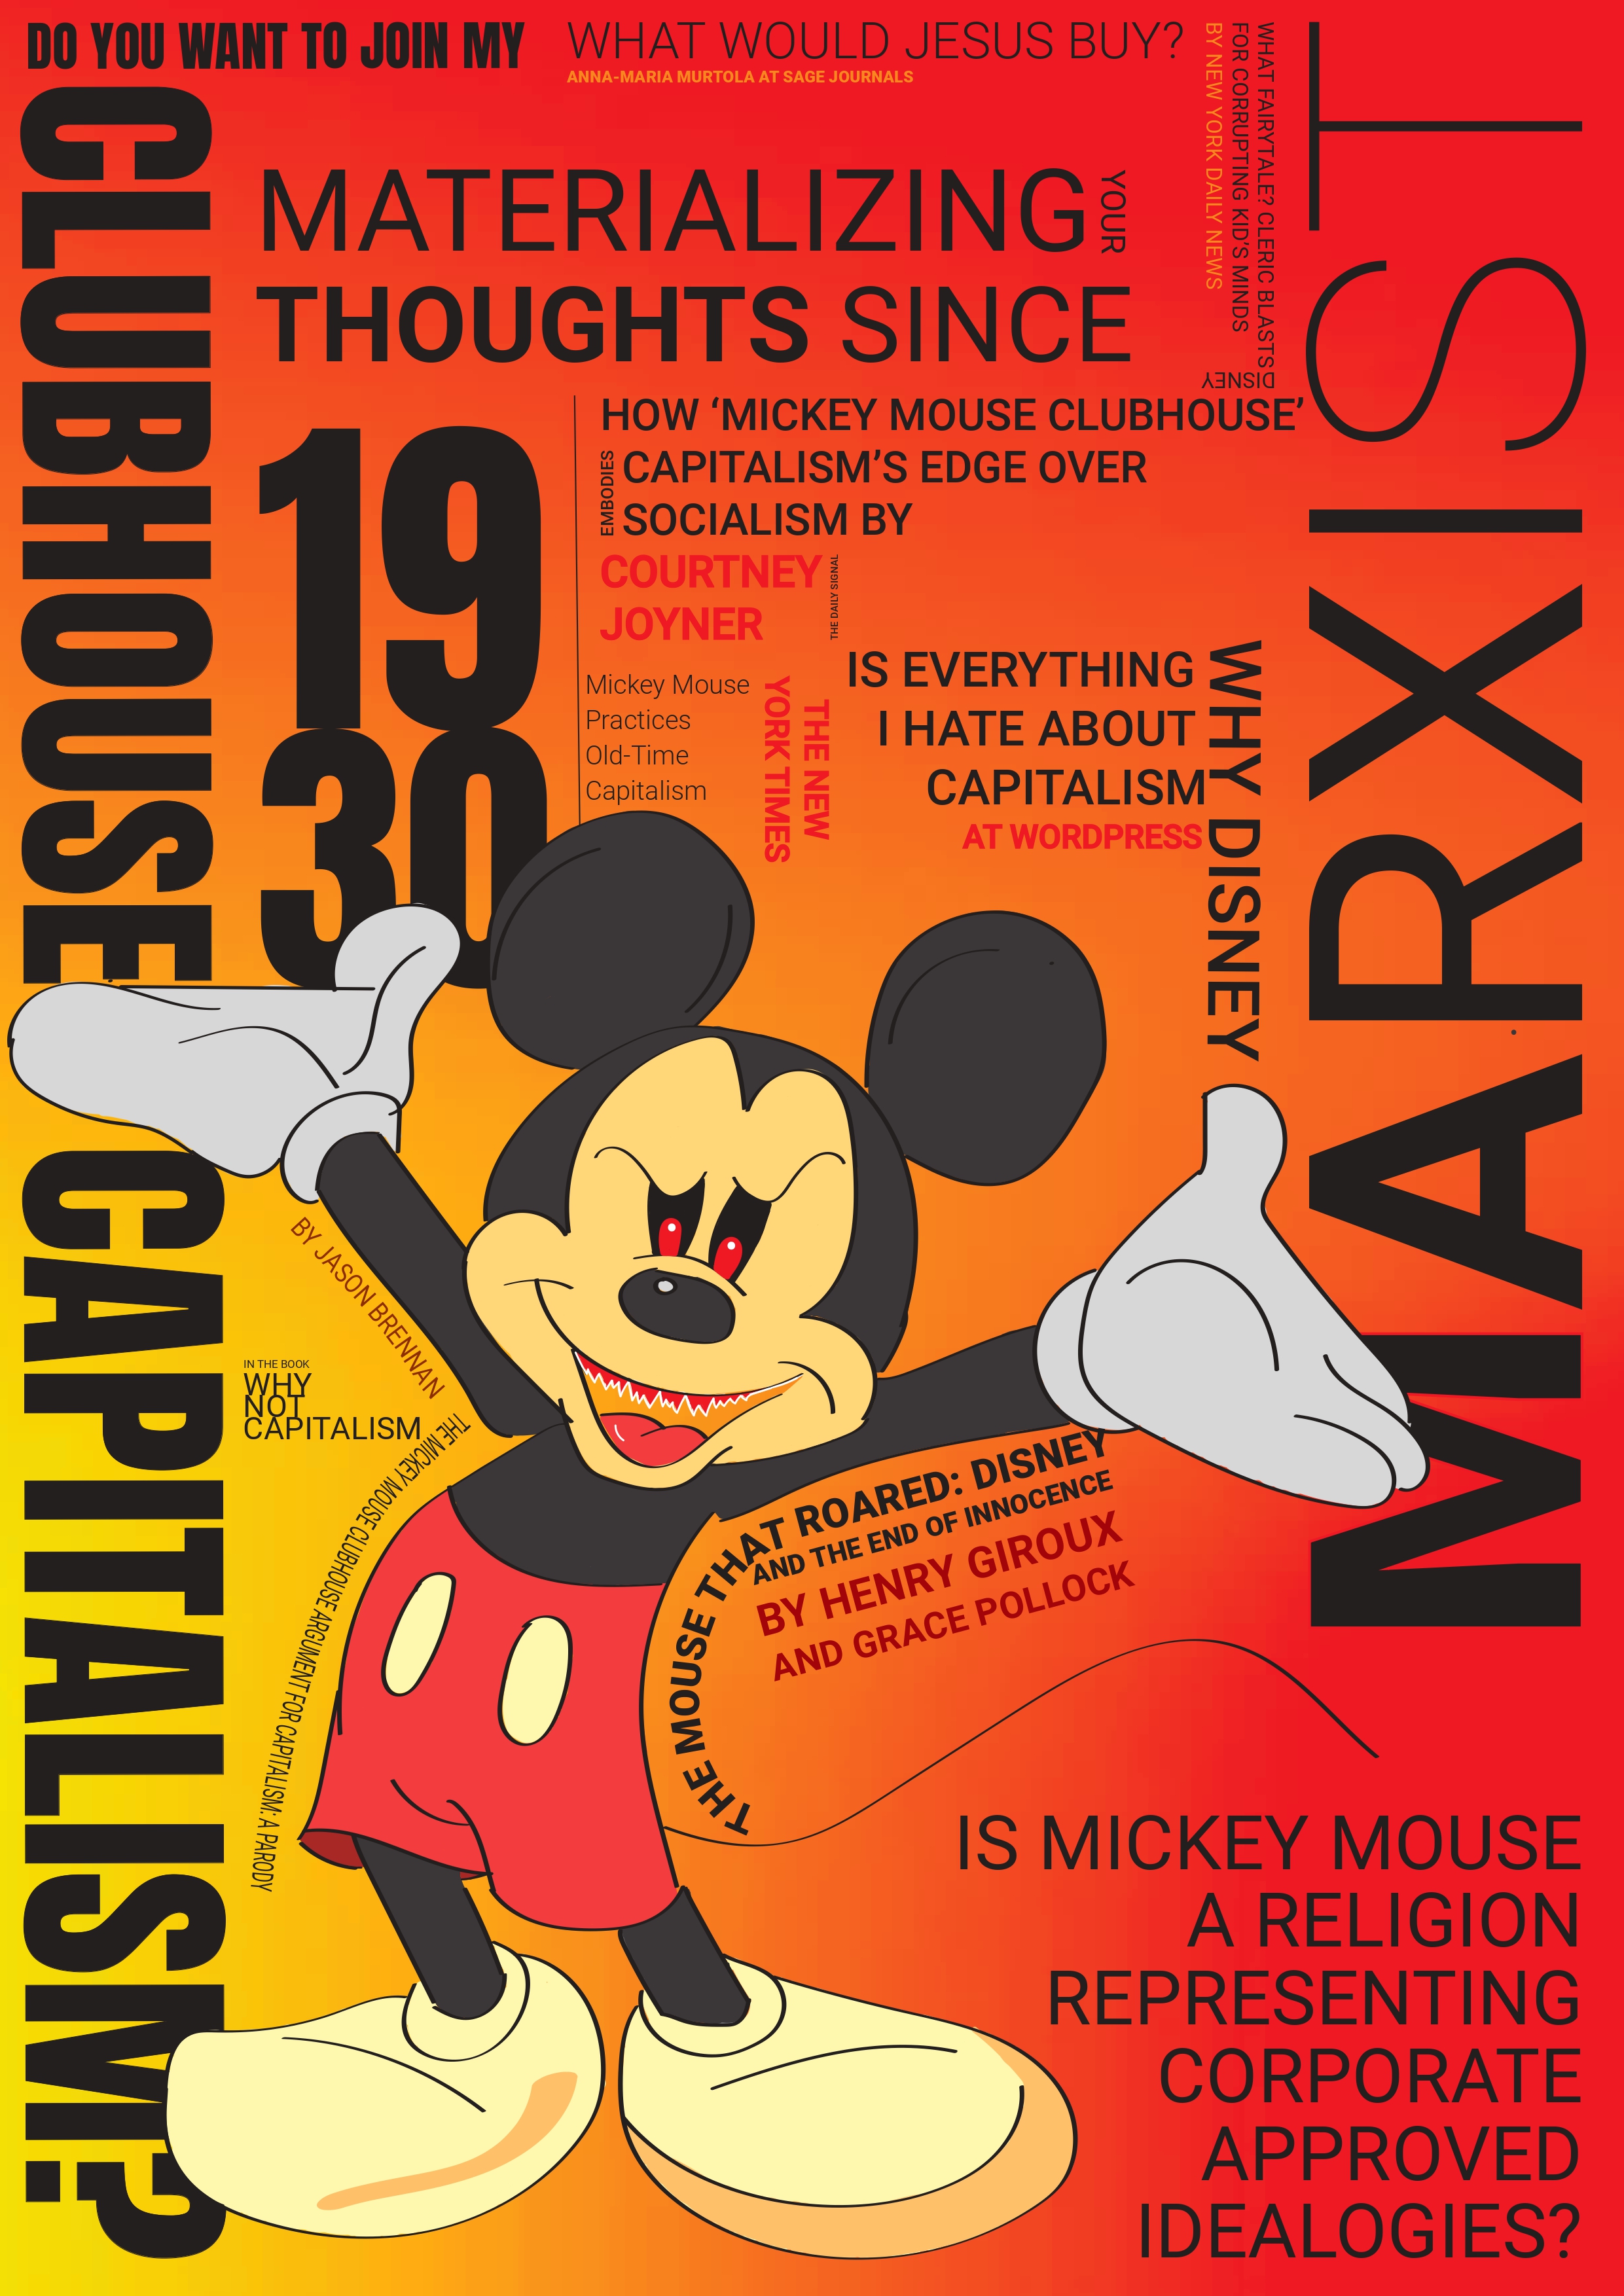 DO YOU WANT TO JOIN MY
CLUBHOUSE CAPITALISM?
WHAT WOULD JESUS BUY?
ANNA-MARIA MURTOLA AT SAGE JOURNALS
WHAT FAIRYTALE? CLERIC BLASTS
DISNEY
FOR CORRUPTING KID'S MINDS
BY NEW YORK DAILY NEWS
MATERIALIZING
YOUR
THOUGHTS SINCE
19
30
HOW ‘MICKEY MOUSE CLUBHOUSE’
EMBODIES
CAPITALISM’S EDGE OVER
SOCIALISM BY
COURTNEY
JOYNER
THE DAILY SIGNAL
Mickey Mouse
Practices
Old-Time
Capitalism
THE NEW
YORK TIMES
WHY DISNEY
IS EVERYTHING
I HATE ABOUT
CAPITALISM
AT WORDPRESS
MARXIST
BY JASON BRENNAN
IN THE BOOK
WHY
NOT
CAPITALISM
THE MICKEY MOUSE CLUBHOUSE ARGUMENT FOR CAPITALISM: A PARODY
THE MOUSE THAT ROARED: DISNEY
AND THE END OF INNOCENCE
BY HENRY GIROUX
AND GRACE POLLOCK
IS MICKEY MOUSE
A RELIGION
REPRESENTING
CORPORATE
APPROVED
IDEALOGIES?